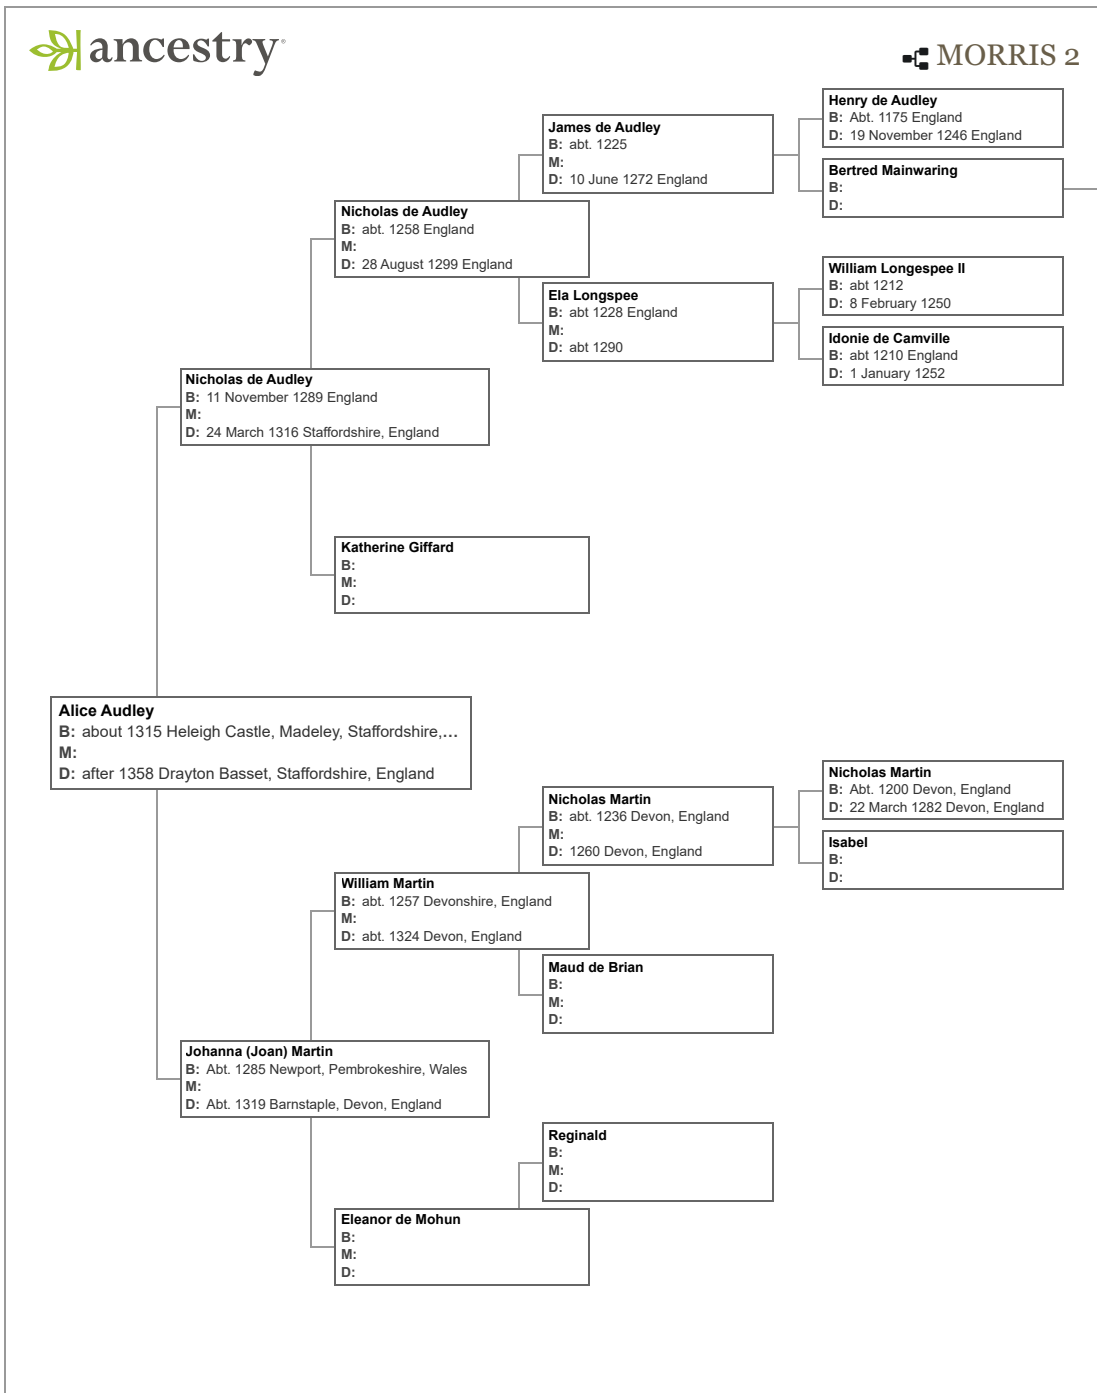 ancestry®
MORRIS 2
Henry de Audley
B: Abt. 1175 England
D: 19 November 1246 England
James de Audley
B: abt. 1225
M:
D: 10 June 1272 England
Bertred Mainwaring
B:
D:
Nicholas de Audley
B: abt. 1258 England
M:
D: 28 August 1299 England
William Longespee II
B: abt 1212
D: 8 February 1250
Ela Longspee
B: abt 1228 England
M:
D: abt 1290
Idonie de Camville
B: abt 1210 England
D: 1 January 1252
Nicholas de Audley
B: 11 November 1289 England
M:
D: 24 March 1316 Staffordshire, England
Katherine Giffard
B:
M:
D:
Alice Audley
B: about 1315 Heleigh Castle, Madeley, Staffordshire,...
M:
D: after 1358 Drayton Basset, Staffordshire, England
Nicholas Martin
B: Abt. 1200 Devon, England
D: 22 March 1282 Devon, England
Nicholas Martin
B: abt. 1236 Devon, England
M:
D: 1260 Devon, England
Isabel
B:
D:
William Martin
B: abt. 1257 Devonshire, England
M:
D: abt. 1324 Devon, England
Maud de Brian
B:
M:
D:
Johanna (Joan) Martin
B: Abt. 1285 Newport, Pembrokeshire, Wales
M:
D: Abt. 1319 Barnstaple, Devon, England
Reginald
B:
M:
D:
Eleanor de Mohun
B:
M:
D: